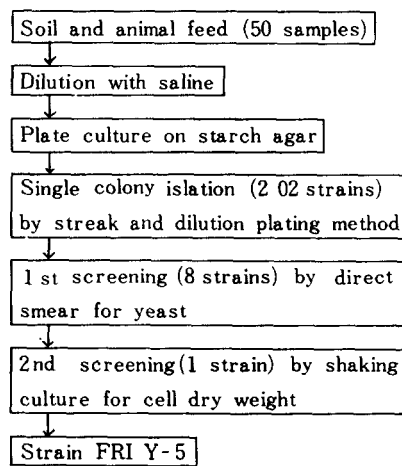 Soil and animal feed (50 samples)
Dilution with saline
Plate culture on starch agar
Single colony islation (2 02 strains)
by streak and dilution plating method
1 st screening (8 strains) by direct
smear for yeast
2nd screening(1 strain) by shaking
culture for cell dry weight
Strain FRI Y-5